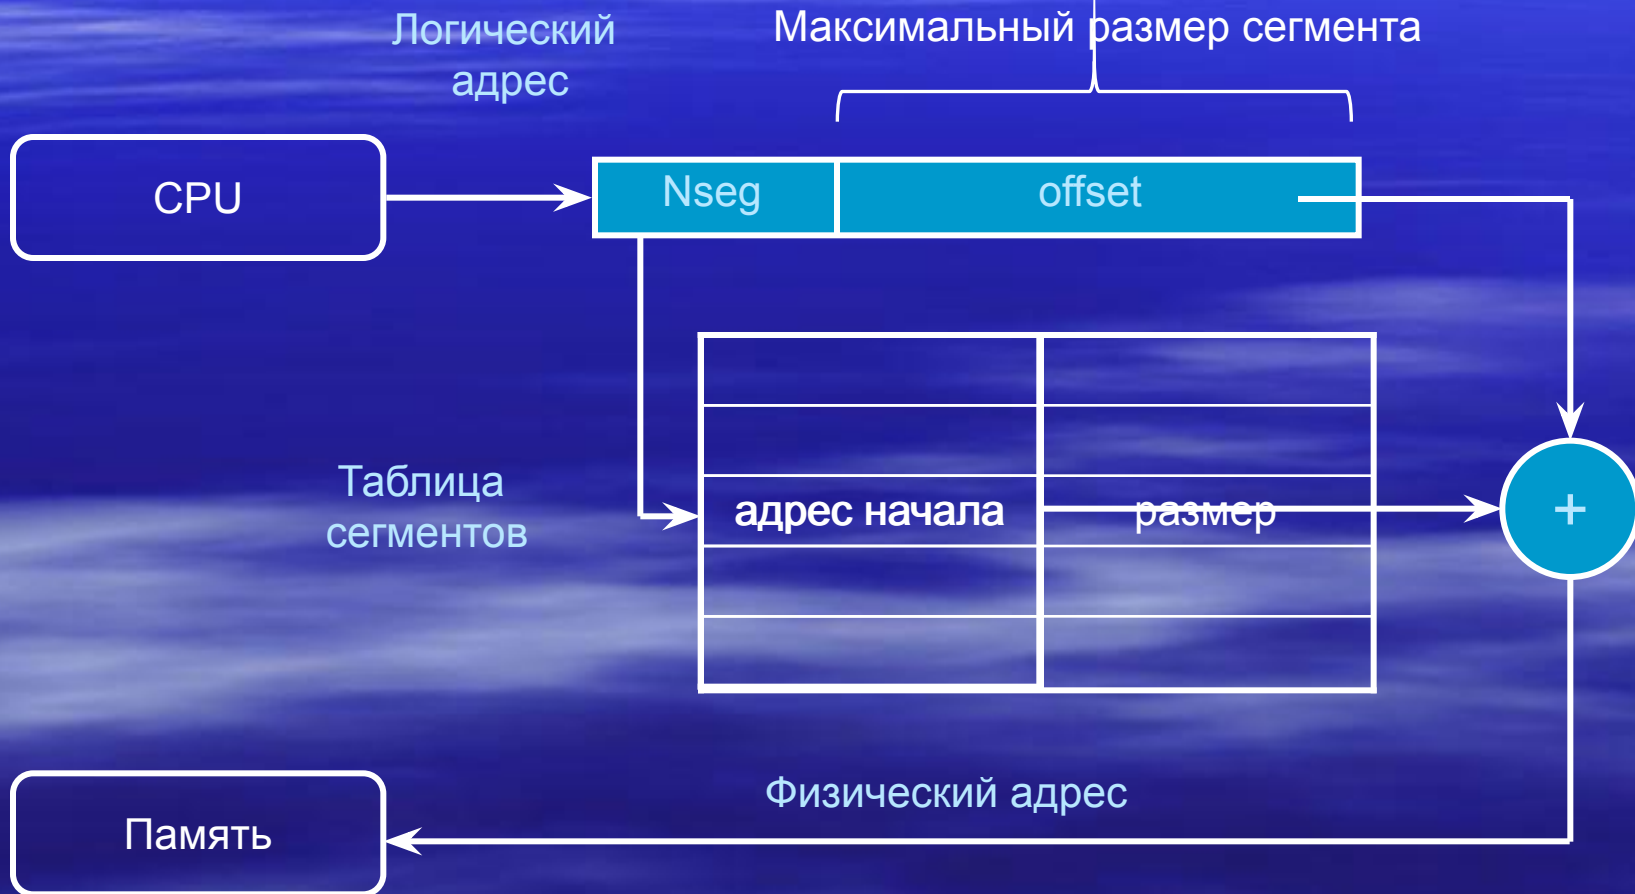 Логический
адрес
Максимальный размер сегмента
CPU
Nseg
offset
Таблица
сегментов
адрес начала
размер
+
Физический адрес
Память